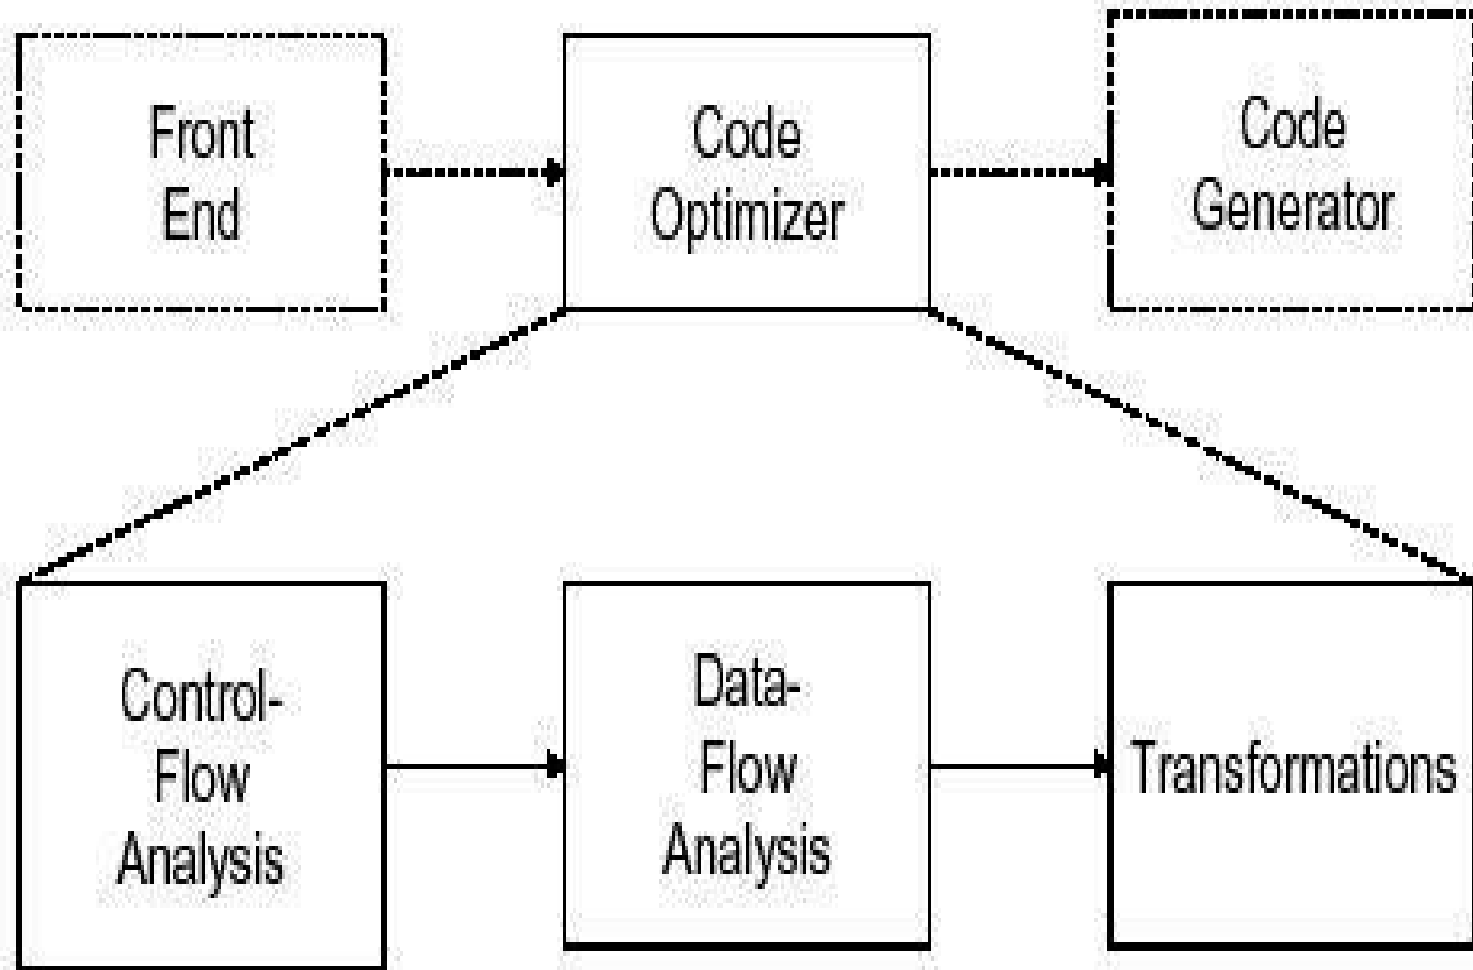 Front
End
Code
Optimizer
Code
Generator
Control-
Flow
Analysis
Data-
Flow
Analysis
Transformations